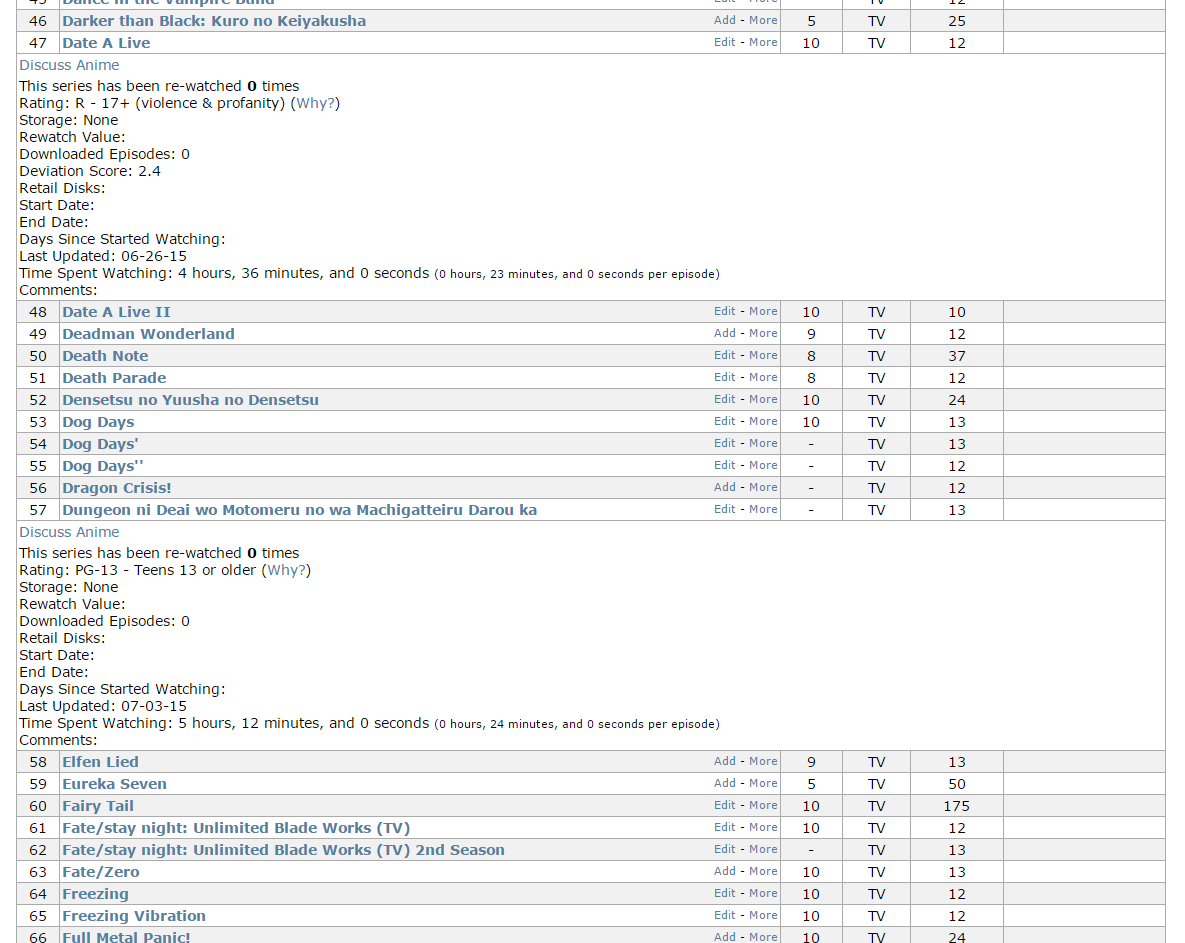 45 Dance in the Vampire Bund Edit - More TV 12
46 Darker than Black: Kuro no Keiyakusha Add - More 5 TV 25
47 Date A Live Edit - More 10 TV 12
Discuss Anime
This series has been re-watched 0 times
Rating: R - 17+ (violence & profanity) (Why?)
Storage: None
Rewatch Value:
Downloaded Episodes: 0
Deviation Score: 2.4
Retail Disks:
Start Date:
End Date:
Days Since Started Watching:
Last Updated: 06-26-15
Time Spent Watching: 4 hours, 36 minutes, and 0 seconds (0 hours, 23 minutes, and 0 seconds per episode)
Comments:
48 Date A Live II Edit - More 10 TV 10
49 Deadman Wonderland Add - More 9 TV 12
50 Death Note Edit - More 8 TV 37
51 Death Parade Edit - More 8 TV 12
52 Densetsu no Yuusha no Densetsu Edit - More 10 TV 24
53 Dog Days Edit - More 10 TV 13
54 Dog Days' Edit - More - TV 13
55 Dog Days'' Edit - More - TV 12
56 Dragon Crisis! Add - More - TV 12
57 Dungeon ni Deai wo Motomeru no wa Machigatteiru Darou ka Edit - More - TV 13
Discuss Anime
This series has been re-watched 0 times
Rating: PG-13 - Teens 13 or older (Why?)
Storage: None
Rewatch Value:
Downloaded Episodes: 0
Retail Disks:
Start Date:
End Date:
Days Since Started Watching:
Last Updated: 07-03-15
Time Spent Watching: 5 hours, 12 minutes, and 0 seconds (0 hours, 24 minutes, and 0 seconds per episode)
Comments:
58 Elfen Lied Add - More 9 TV 13
59 Eureka Seven Add - More 5 TV 50
60 Fairy Tail Edit - More 10 TV 175
61 Fate/stay night: Unlimited Blade Works (TV) Edit - More 10 TV 12
62 Fate/stay night: Unlimited Blade Works (TV) 2nd Season Edit - More - TV 13
63 Fate/Zero Add - More 10 TV 13
64 Freezing Edit - More 10 TV 12
65 Freezing Vibration Edit - More 10 TV 12
66 Full Metal Panic! Add - More 10 TV 24